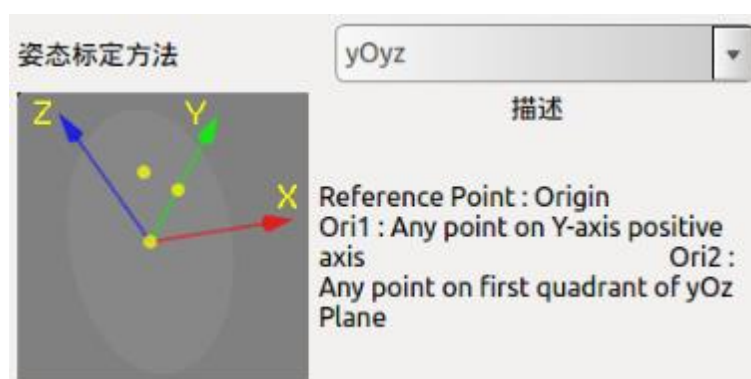 姿态标定方法
yOyz
描述
Z
Y
X
Reference Point : Origin
Ori1 : Any point on Y-axis positive
axis Ori2 :
Any point on first quadrant of yOz
Plane